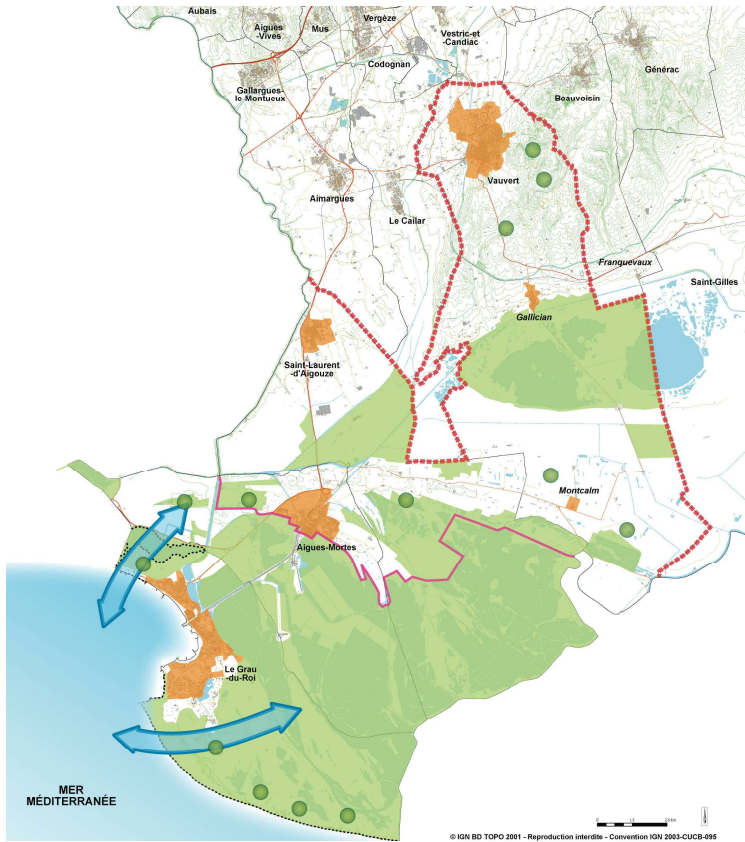 Aubais
Aigues
-Vives
Mus
Vergèze
Vestric-et
-Candiac
Codognan
Générac
Gallargues-
le-Montueux
Beauvoisin
Aimargues
Vauvert
Le Cailar
Franquevaux
Saint-Gilles
Gallician
Saint-Laurent
-d'Aigouze
Montcalm
Aigues-Mortes
Le Grau
-du-Roi
MER
MÉDITERRANÉE
© IGN BD TOPO 2001 - Reproduction interdite - Convention IGN 2003-CUCB-095